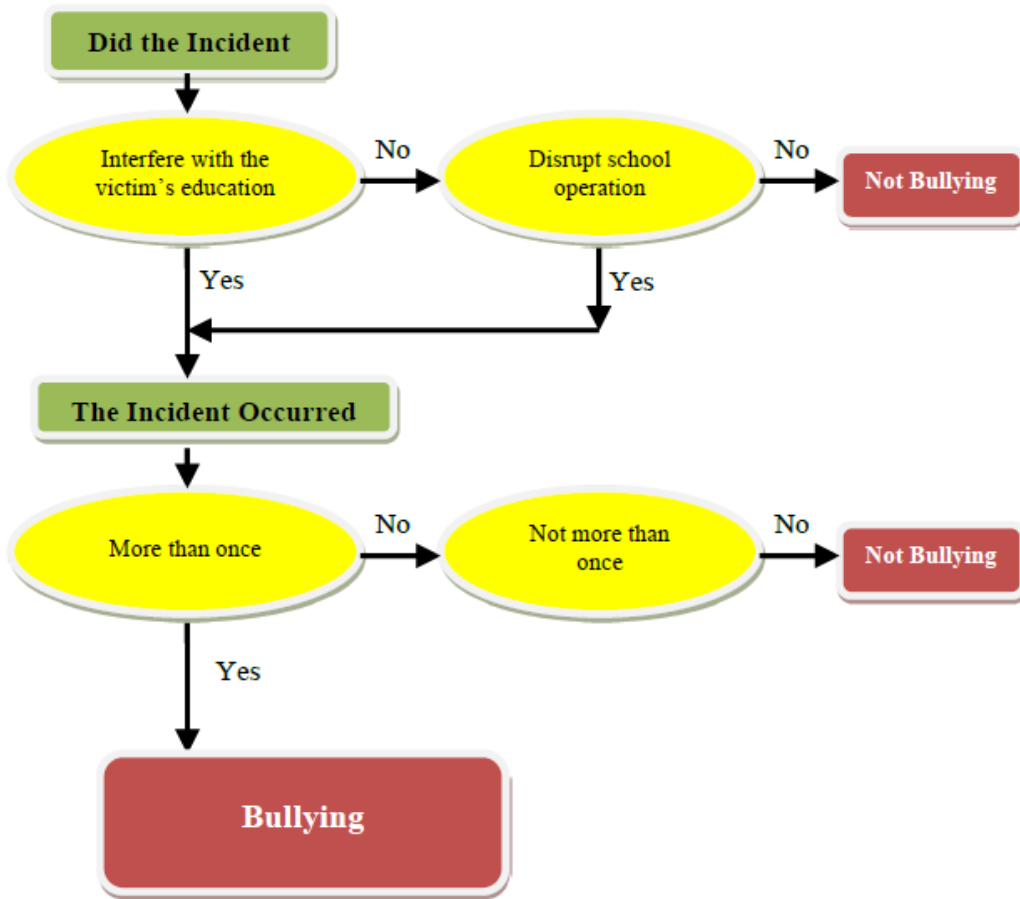 Did the Incident
Interfere with the
victim's education
No
Disrupt school
operation
No
Not Bullying
Yes
Yes
The Incident Occurred
More than once
No
Not more than
once
No
Not Bullying
Yes
Bullying